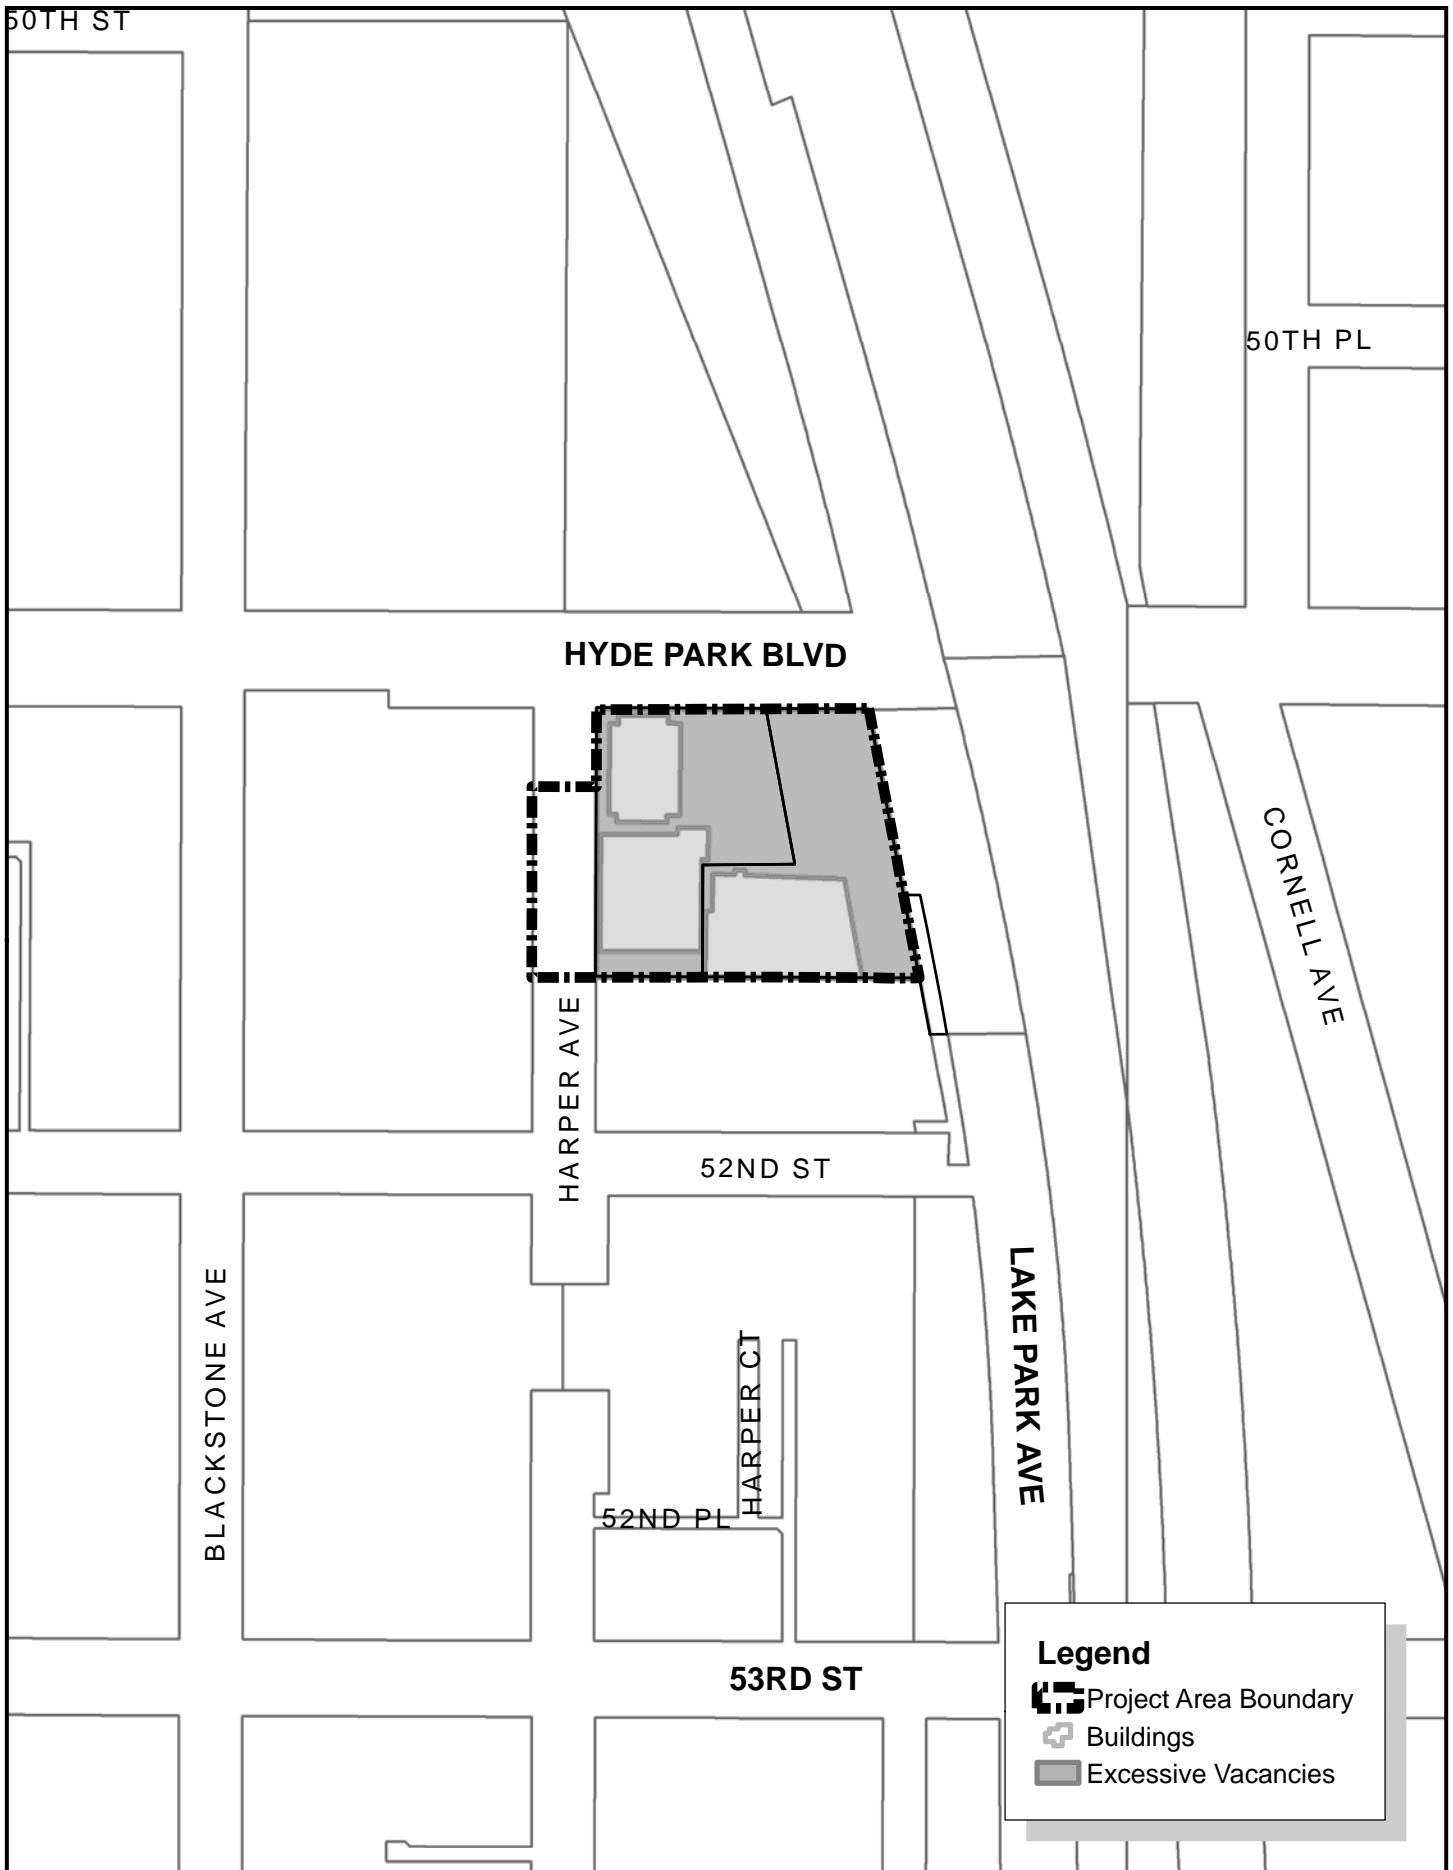 50TH ST
50TH PL
HYDE PARK BLVD
CORNELL AVE
HARPER AVE
52ND ST
LAKE PARK AVE
BLACKSTONE AVE
HARPER CT
52ND PL
53RD ST
Legend
Project Area Boundary
Buildings
Excessive Vacancies